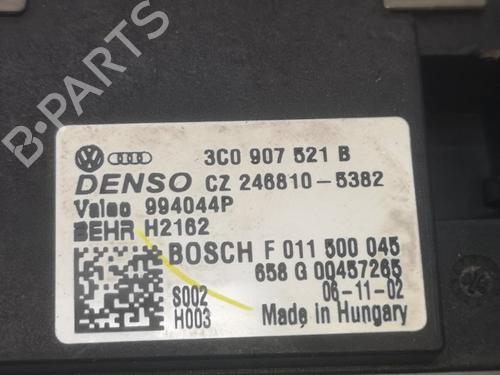 3C0 907 521 B
DENSO CZ 246810-5382
Valeo 994044P
BEHR H2162
BOSCH F 011 500 045
658 G 00457265
06-11-02
S002
H003
Made in Hungary
B-PARTS